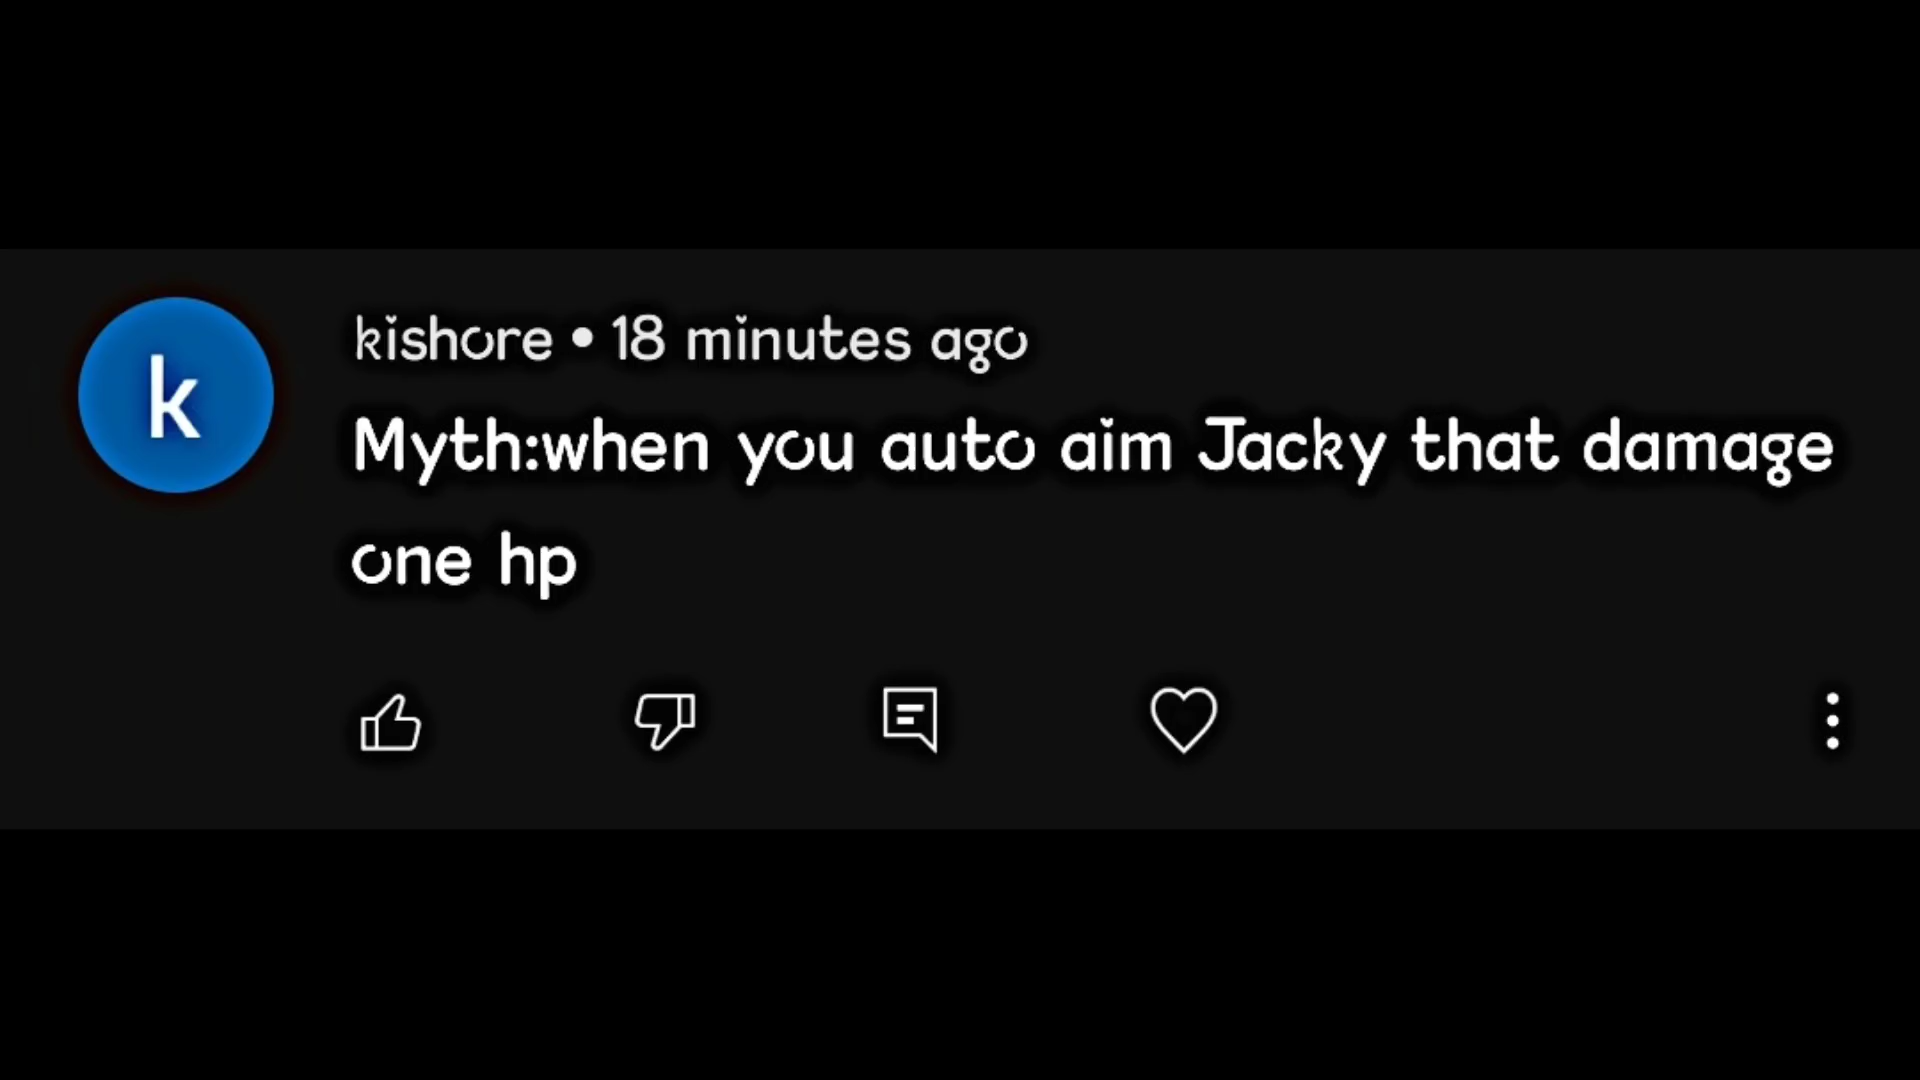 k
kishore • 18 minutes ago
Myth:when you auto aim Jacky that damage
one hp